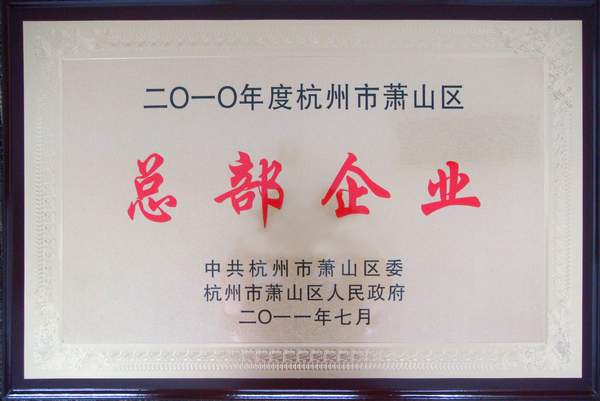 二〇一〇年度杭州市萧山区
总部企业
中共杭州市萧山区委
杭州市萧山区人民政府
二〇一一年七月